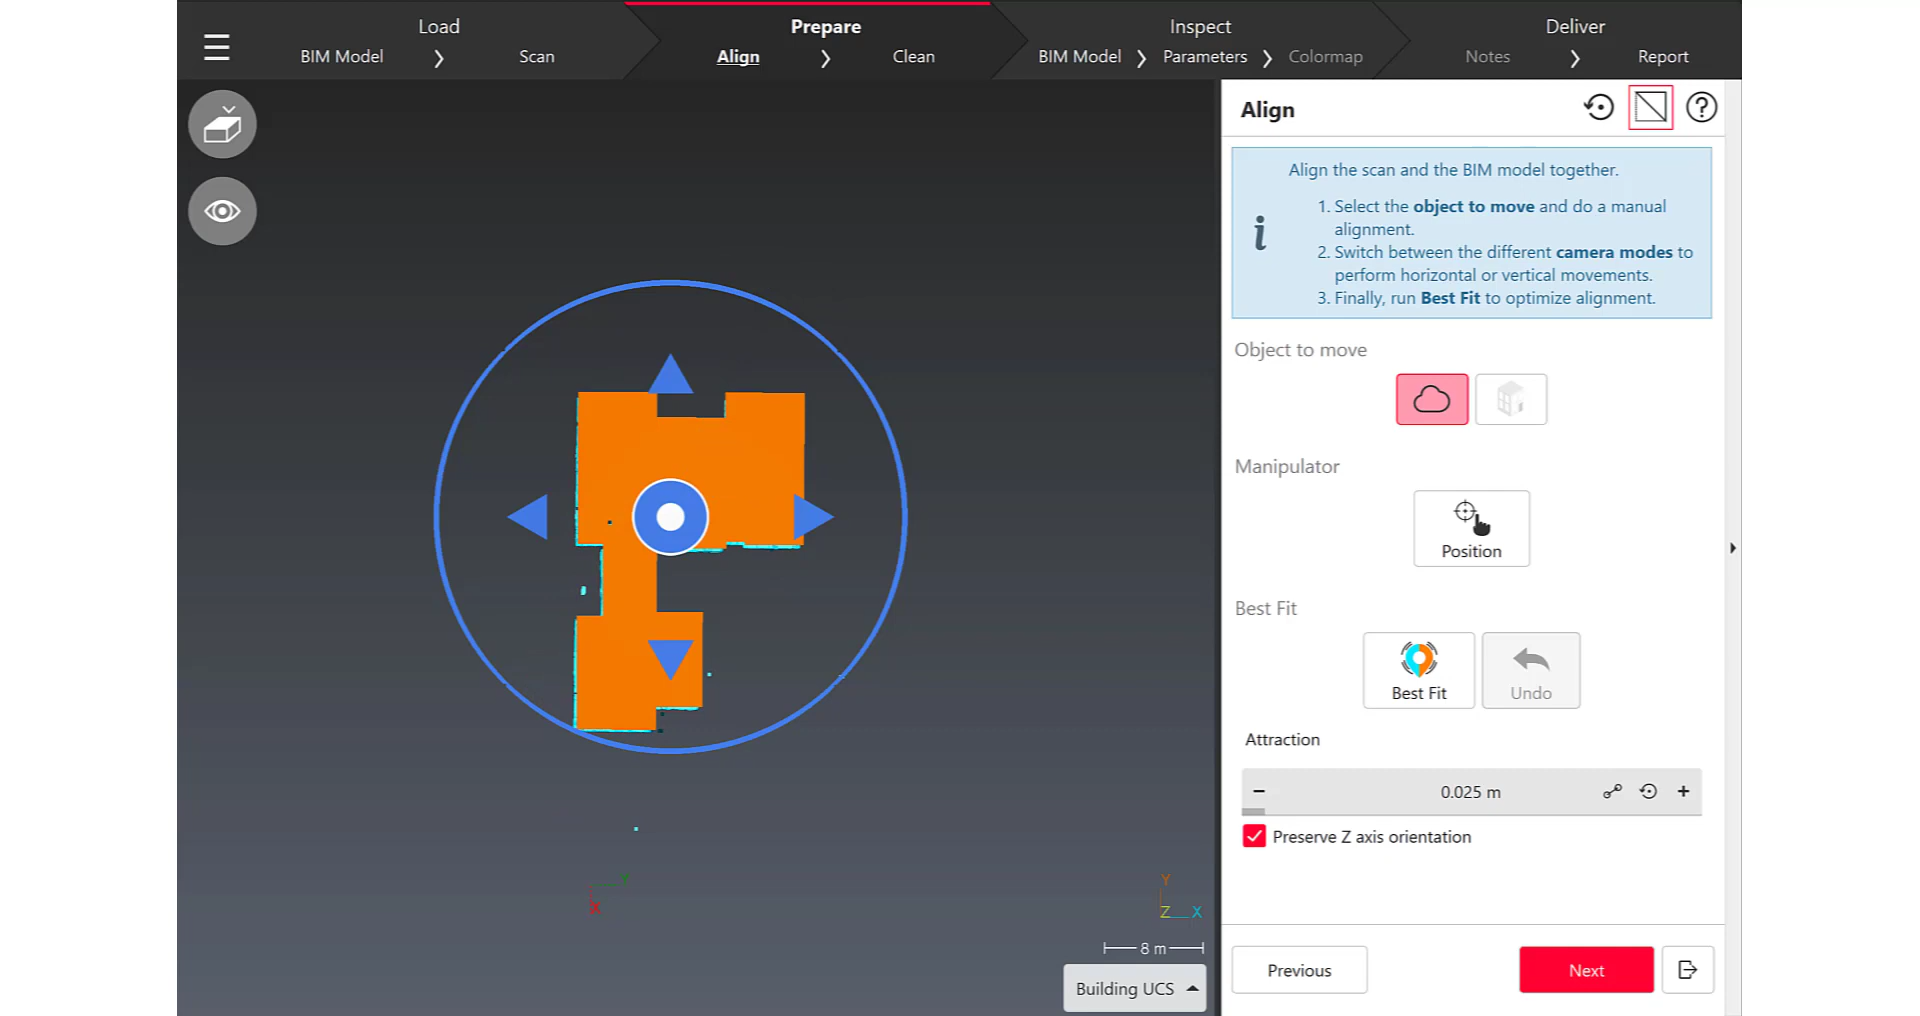 Load
BIM Model
Scan
Prepare
Align
Clean
Inspect
BIM Model
Parameters
Colormap
Deliver
Notes
Report
Align
Align the scan and the BIM model together.
1. Select the object to move and do a manual
alignment.
2. Switch between the different camera modes to
perform horizontal or vertical movements.
3. Finally, run Best Fit to optimize alignment.
Object to move
Manipulator
Position
Best Fit
Best Fit
Undo
Attraction
0.025 m
Preserve Z axis orientation
X
Y
Z
X
8 m
Building UCS
Previous
Next